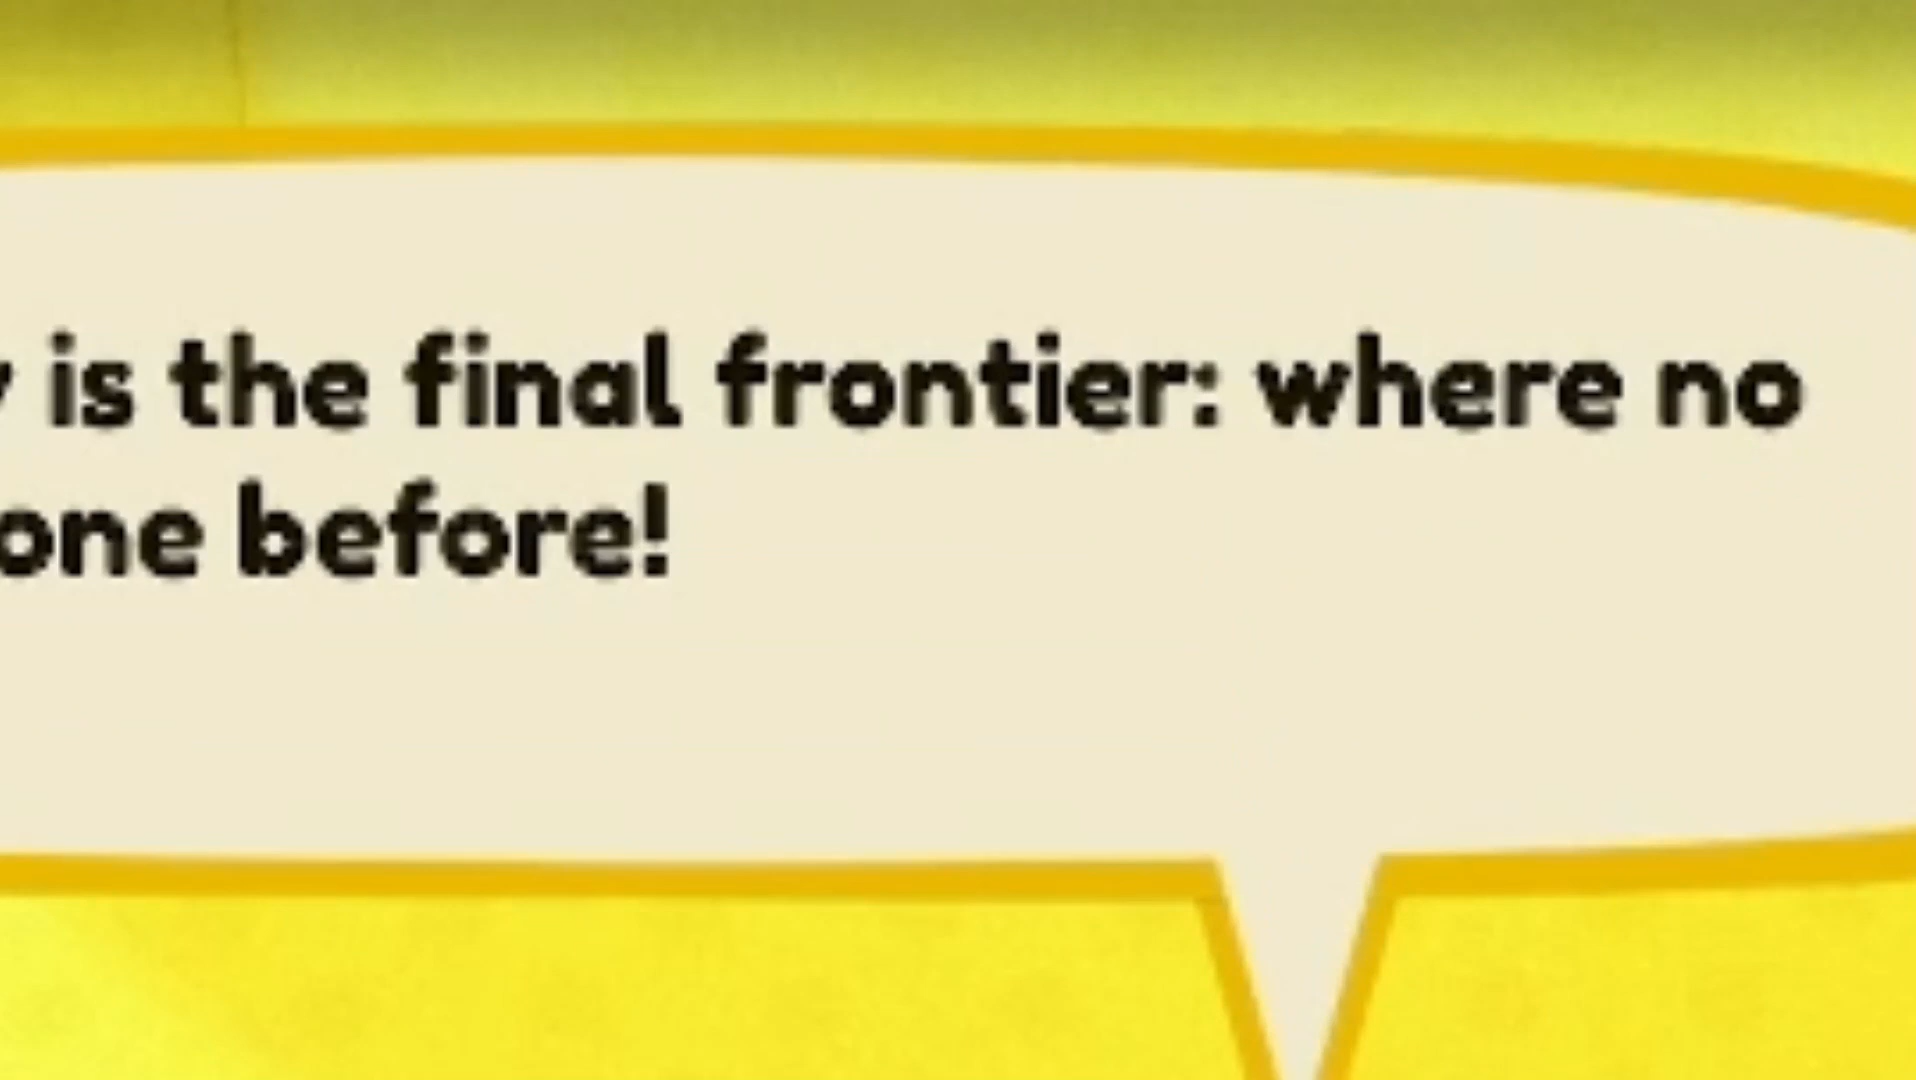 is the final frontier: where no
one before!